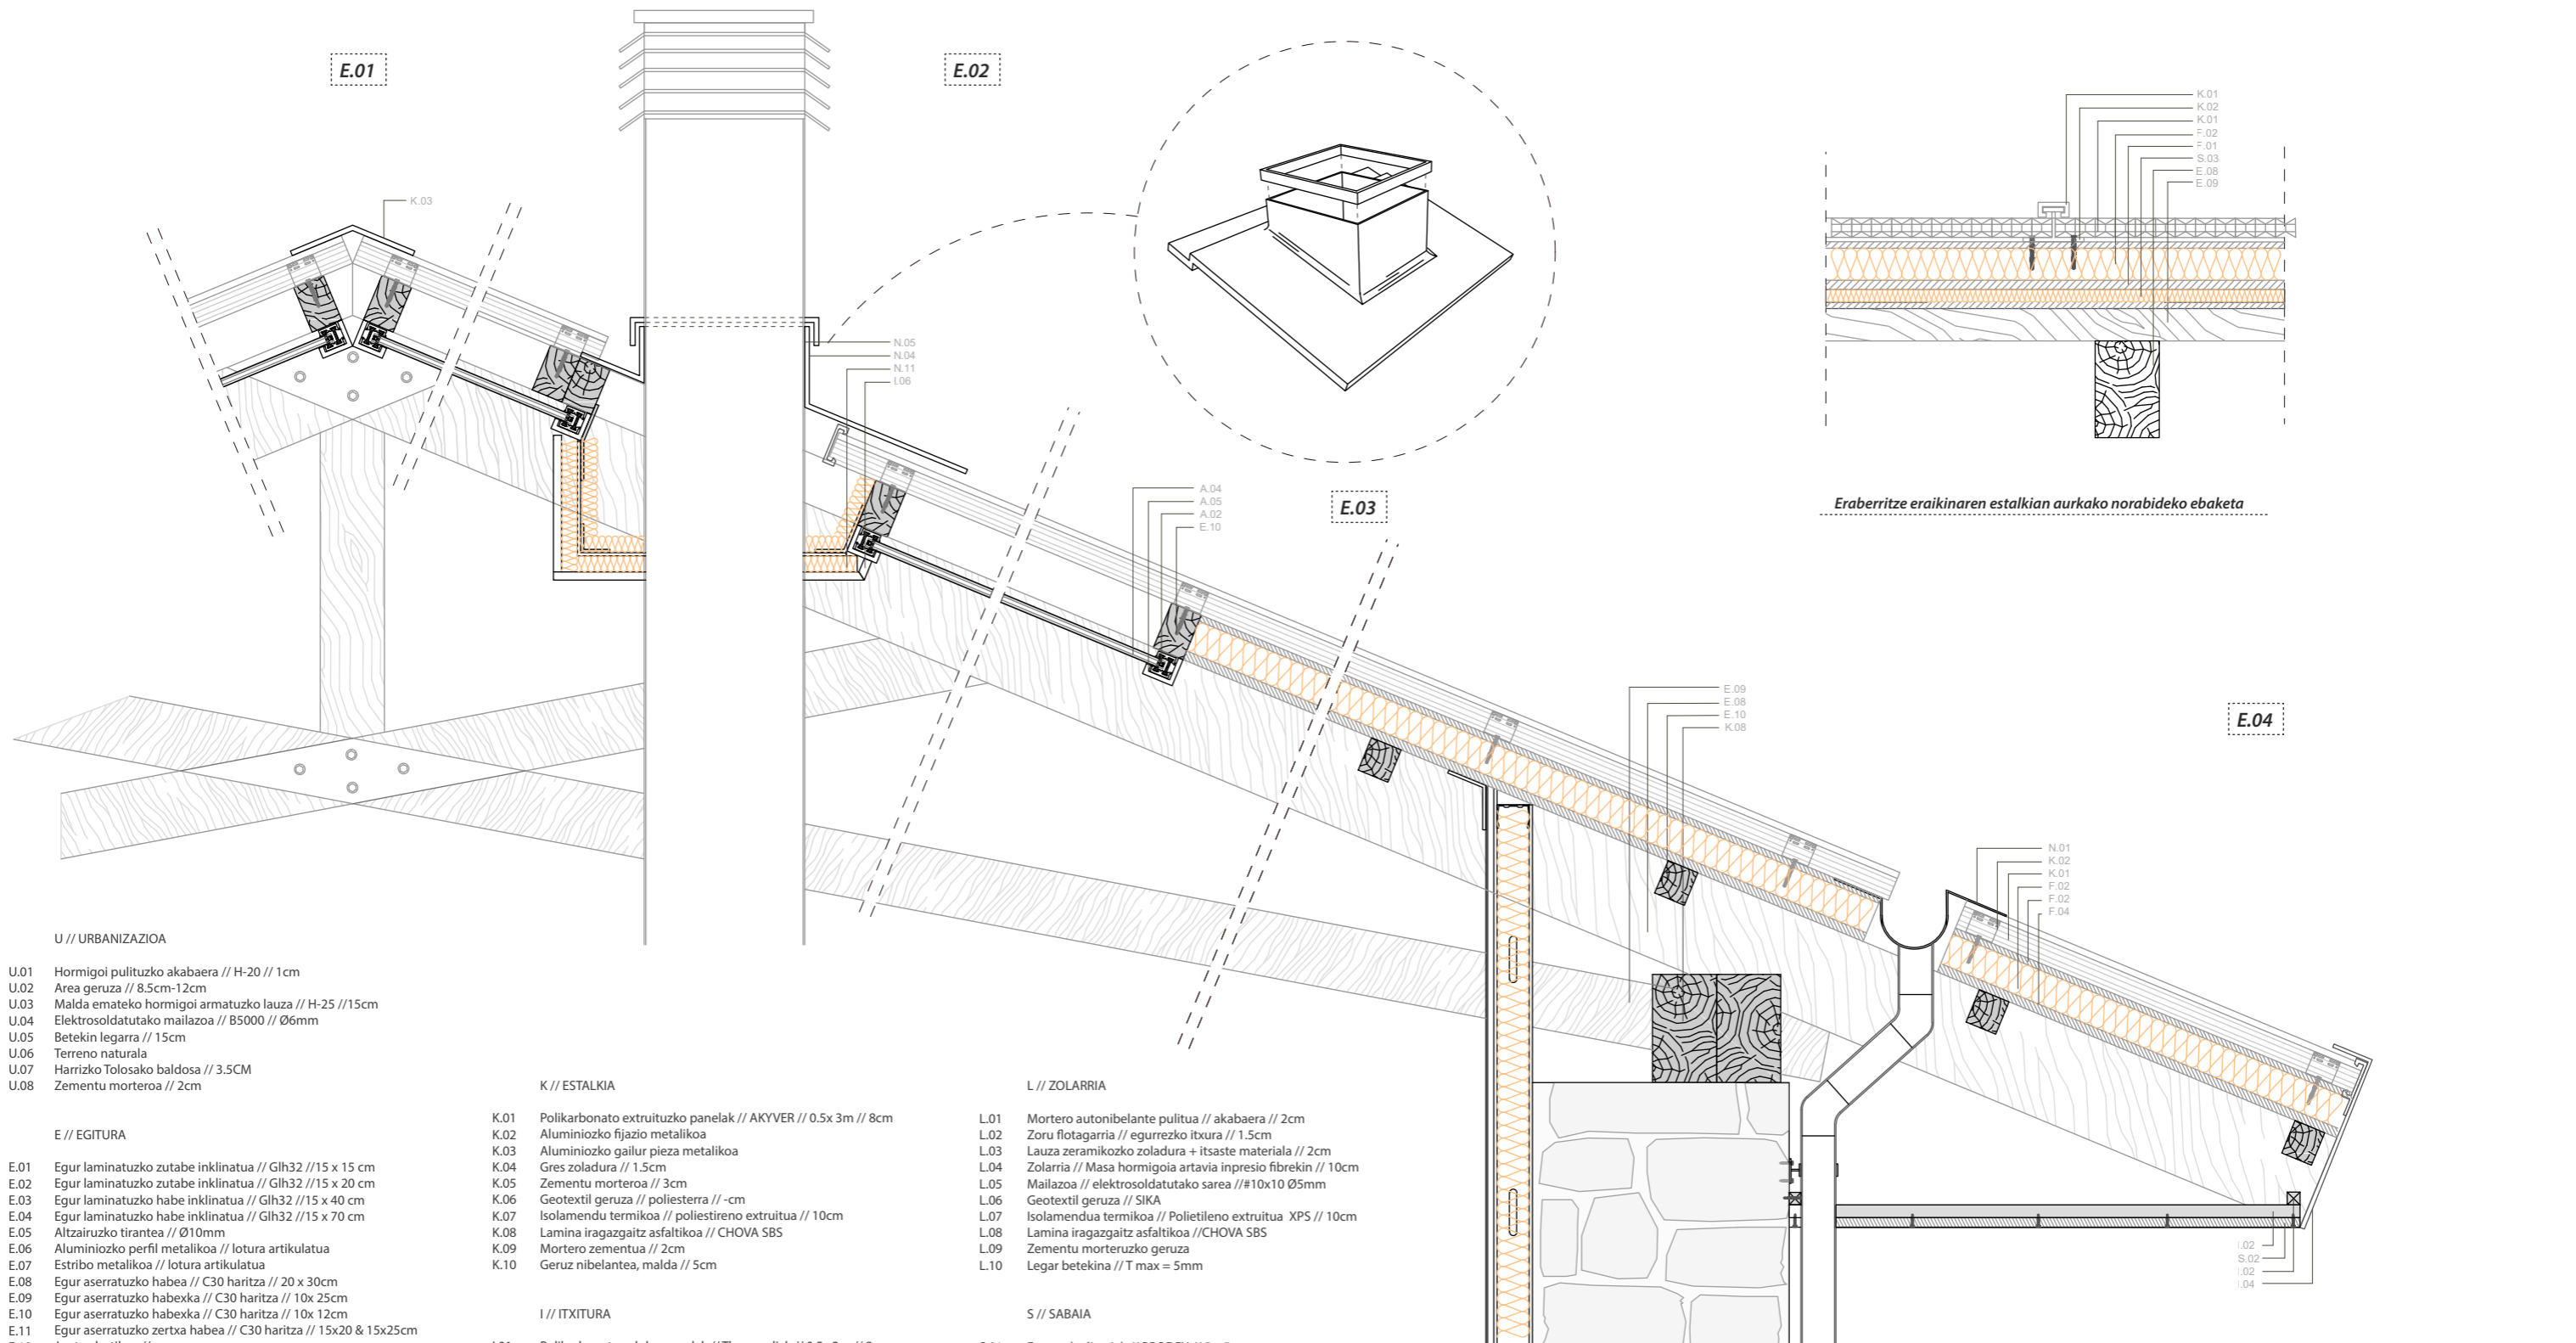 E.01
E.02
K.03
K.01
K.02
K.01
F.02
F.01
S.03
E.08
E.09
N.05
N.04
N.11
I.06
Eraberritze eraikinaren estalkian aurkako norabideko ebaketa
A.04
A.05
A.02
E.10
E.03
E.09
E.08
E.10
K.08
E.04
N.01
K.02
K.01
F.02
F.02
F.04
.02
S.02
.02
.04
U // URBANIZAZIOA
U.01 Hormigoi pulituzko akabaera // H-20 // 1cm
U.02 Area geruza // 8.5cm-12cm
U.03 Malda emateko hormigoi armatuzko lauza // H-25 //15cm
U.04 Elektrosoldatutako mailazoa // B5000 // Ø6mm
U.05 Betekin legarra // 15cm
U.06 Terreno naturala
U.07 Harrizko Tolosako baldosa // 3.5CM
U.08 Zementu morteroa // 2cm
E // EGITURA
E.01 Egur laminatuzko zutabe inklinatua // Glh32 //15 x 15 cm
E.02 Egur laminatuzko zutabe inklinatua // Glh32 //15 x 20 cm
E.03 Egur laminatuzko habe inklinatua // Glh32 //15 x 40 cm
E.04 Egur laminatuzko habe inklinatua // Glh32 //15 x 70 cm
E.05 Altzairuzko tirantea // Ø10mm
E.06 Aluminiozko perfil metalikoa // lotura artikulatua
E.07 Estribo metalikoa // lotura artikulatua
E.08 Egur aserratuzko habea // C30 haritza // 20 x 30cm
E.09 Egur aserratuzko habexka // C30 haritza // 10x 25cm
E.10 Egur aserratuzko habexka // C30 haritza // 10x 12cm
E.11 Egur aserratuzko zertxa habea // C30 haritza // 15x20 & 15x25cm
K // ESTALKIA
K.01 Polikarbonato extruituzko panelak // AKYVER // 0.5x 3m // 8cm
K.02 Aluminiozko fijazio metalikoa
K.03 Aluminiozko gailur pieza metalikoa
K.04 Gres zoladura // 1.5cm
K.05 Zementu morteroa // 3cm
K.06 Geotextil geruza // poliesterra // -cm
K.07 Isolamendu termikoa // poliestireno extruitua // 10cm
K.08 Lamina iragazgaitz asfaltikoa // CHOVA SBS
K.09 Mortero zementua // 2cm
K.10 Geruz nibelantea, malda // 5cm
I // ITXITURA
L // ZOLARRIA
L.01 Mortero autonibelante pulitua // akabaera // 2cm
L.02 Zoru flotagarria // egurrezko itxura // 1.5cm
L.03 Lauza zeramikozko zoladura + itsaste materiala // 2cm
L.04 Zolarria // Masa hormigoia artavia inpresio fibrekin // 10cm
L.05 Mailazoa // elektrosoldatutako sarea //#10x10 Ø5mm
L.06 Geotextil geruza // SIKA
L.07 Isolamendua termikoa // Polietileno extruitua XPS // 10cm
L.08 Lamina iragazgaitz asfaltikoa //CHOVA SBS
L.09 Zementu morteruzko geruza
L.10 Legar betekina // T max = 5mm
S // SABAIA